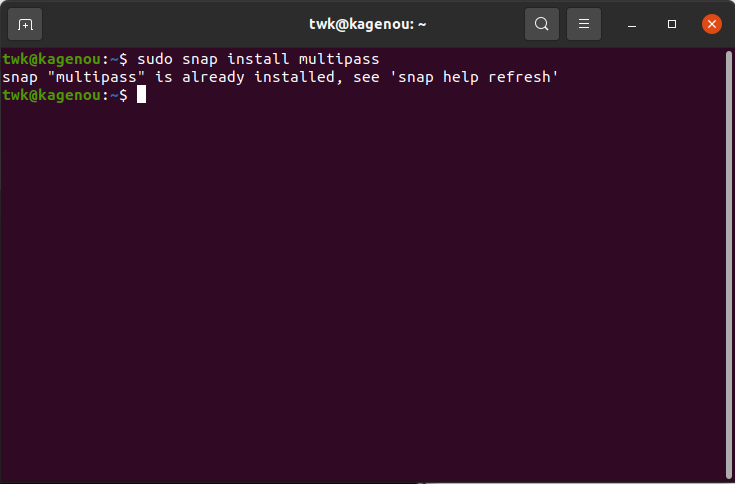 twk@kagenou: ~
twk@kagenou:~$ sudo snap install multipass
snap "multipass" is already installed, see 'snap help refresh'
twk@kagenou:~$